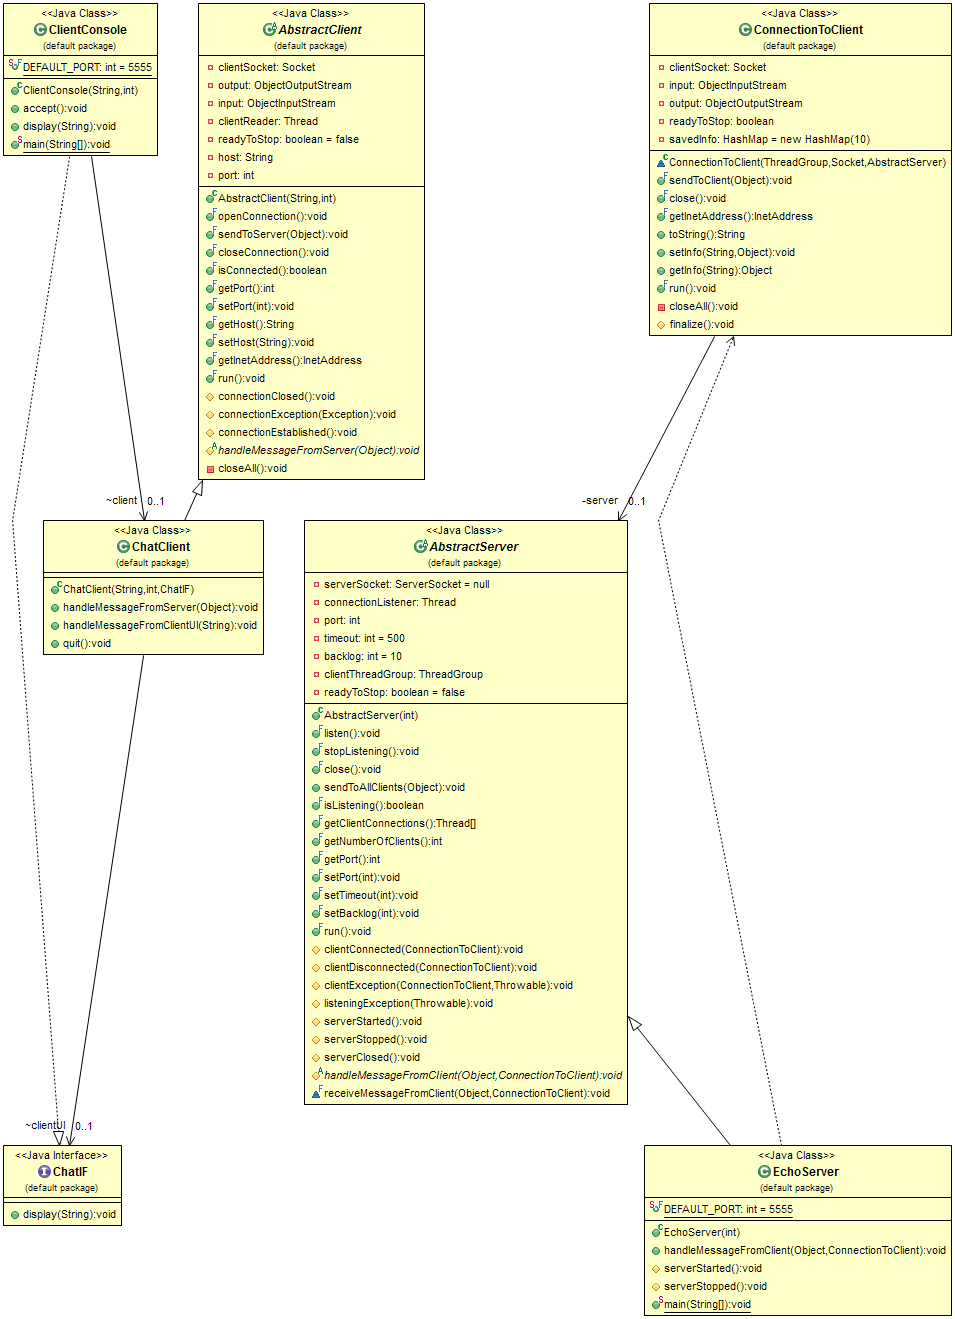 <<Java Class>>
ClientConsole
(default package)
DEFAULT_PORT: int = 5555
ClientConsole(String,int)
accept():void
display(String):void
main(String[]):void
<<Java Class>>
AbstractClient
(default package)
clientSocket: Socket
output: ObjectOutputStream
input: ObjectInputStream
clientReader: Thread
readyToStop: boolean = false
host: String
port: int
AbstractClient(String,int)
openConnection():void
sendToServer(Object):void
closeConnection():void
isConnected():boolean
getPort():int
setPort(int):void
getHost():String
setHost(String):void
getInetAddress():InetAddress
run():void
connectionClosed():void
connectionException(Exception):void
connectionEstablished():void
handleMessageFromServer(Object):void
closeAll():void
<<Java Class>>
ConnectionToClient
(default package)
clientSocket: Socket
input: ObjectInputStream
output: ObjectOutputStream
readyToStop: boolean
savedInfo: HashMap = new HashMap(10)
ConnectionToClient(ThreadGroup,Socket,AbstractServer)
sendToClient(Object):void
close():void
getInetAddress():InetAddress
toString():String
setInfo(String,Object):void
getInfo(String):Object
run():void
closeAll():void
finalize():void
~client 0..1
-server 0..1
<<Java Class>>
ChatClient
(default package)
ChatClient(String,int,ChatIF)
handleMessageFromServer(Object):void
handleMessageFromClientUI(String):void
quit():void
<<Java Class>>
AbstractServer
(default package)
serverSocket: ServerSocket = null
connectionListener: Thread
port: int
timeout: int = 500
backlog: int = 10
clientThreadGroup: ThreadGroup
readyToStop: boolean = false
AbstractServer(int)
listen():void
stopListening():void
close():void
sendToAllClients(Object):void
isListening():boolean
getClientConnections():Thread[]
getNumberOfClients():int
getPort():int
setPort(int):void
setTimeout(int):void
setBacklog(int):void
run():void
clientConnected(ConnectionToClient):void
clientDisconnected(ConnectionToClient):void
clientException(ConnectionToClient,Throwable):void
listeningException(Throwable):void
serverStarted():void
serverStopped():void
serverClosed():void
handleMessageFromClient(Object,ConnectionToClient):void
receiveMessageFromClient(Object,ConnectionToClient):void
~clientUI 0..1
<<Java Interface>>
ChatIF
(default package)
display(String):void
<<Java Class>>
EchoServer
(default package)
DEFAULT_PORT: int = 5555
EchoServer(int)
handleMessageFromClient(Object,ConnectionToClient):void
serverStarted():void
serverStopped():void
main(String[]):void